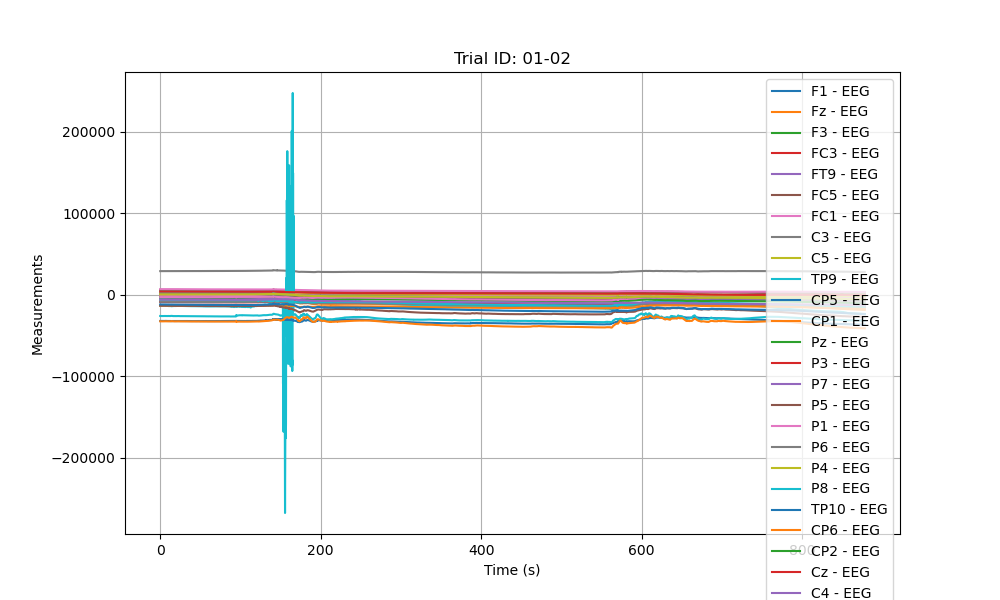 Trial ID: 01-02
200000
100000
0
−100000
−200000
Measurements
0
200
400
600
800
Time (s)
F1 - EEG
Fz - EEG
F3 - EEG
FC3 - EEG
FT9 - EEG
FC5 - EEG
FC1 - EEG
C3 - EEG
C5 - EEG
TP9 - EEG
CP5 - EEG
CP1 - EEG
Pz - EEG
P3 - EEG
P7 - EEG
P5 - EEG
P1 - EEG
P6 - EEG
P4 - EEG
P8 - EEG
TP10 - EEG
CP6 - EEG
CP2 - EEG
Cz - EEG
C4 - EEG